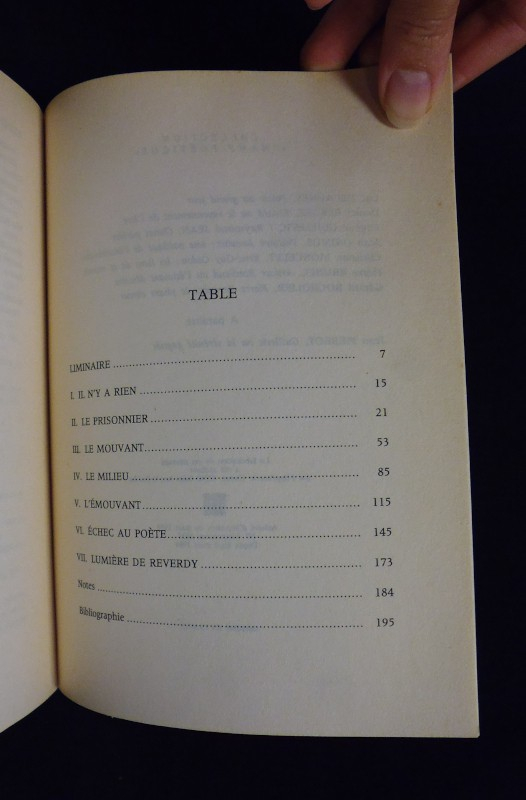 TABLE
LIMINAIRE ........ 7
I. IL N'Y A RIEN ........ 15
II. LE PRISONNIER ........ 21
III. LE MOUVANT ........ 53
IV. LE MILIEU ........ 85
V. L'ÉMOUVANT ........ 115
VI. ÉCHEC AU POÈTE ........ 145
VII. LUMIÈRE DE REVERDY ........ 173
Notes ........ 184
Bibliographie ........ 195